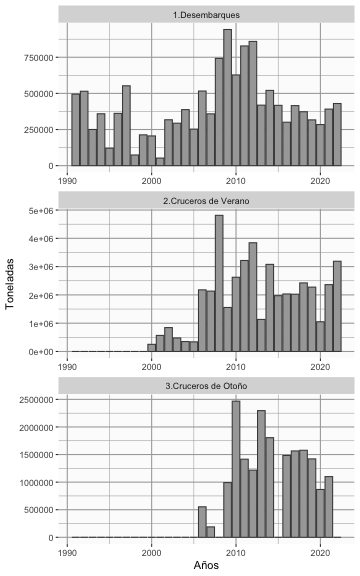 1.Desembarques
750000
500000
250000
0
1990 2000 2010 2020
2.Cruceros de Verano
5e+06
4e+06
3e+06
2e+06
1e+06
0e+00
1990 2000 2010 2020
Toneladas
3.Cruceros de Otoño
2500000
2000000
1500000
1000000
500000
0
1990 2000 2010 2020
Años